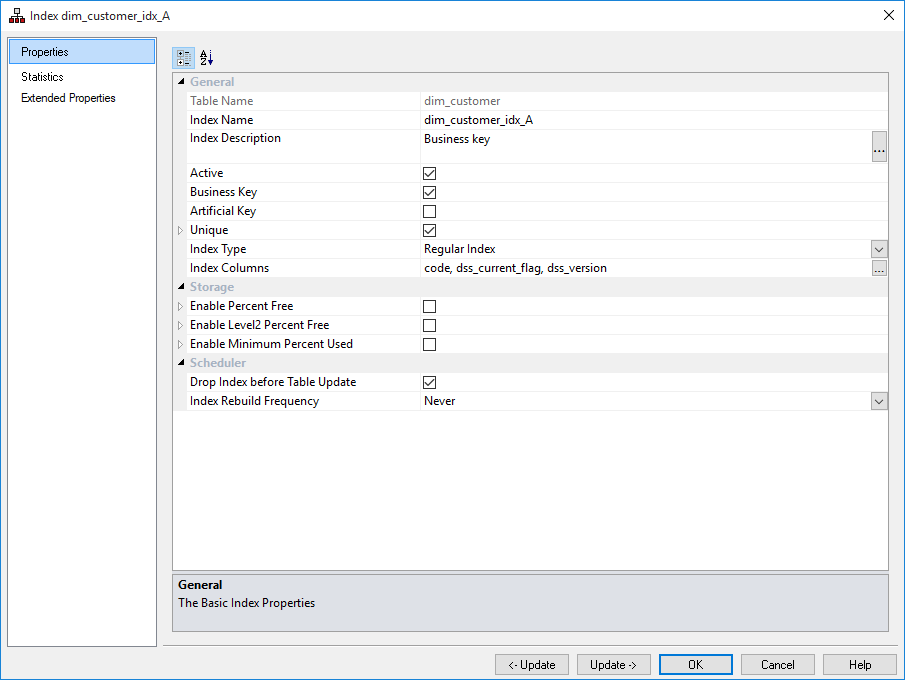 Index dim_customer_idx_A
Properties
Statistics
Extended Properties
A
Z
General
Table Name dim_customer
Index Name dim_customer_idx_A
Index Description Business key
...
Active
Business Key
Artificial Key
Unique
Index Type Regular Index
Index Columns code, dss_current_flag, dss_version ...
Storage
Enable Percent Free
Enable Level2 Percent Free
Enable Minimum Percent Used
Scheduler
Drop Index before Table Update
Index Rebuild Frequency Never
General
The Basic Index Properties
<- Update Update -> OK Cancel Help